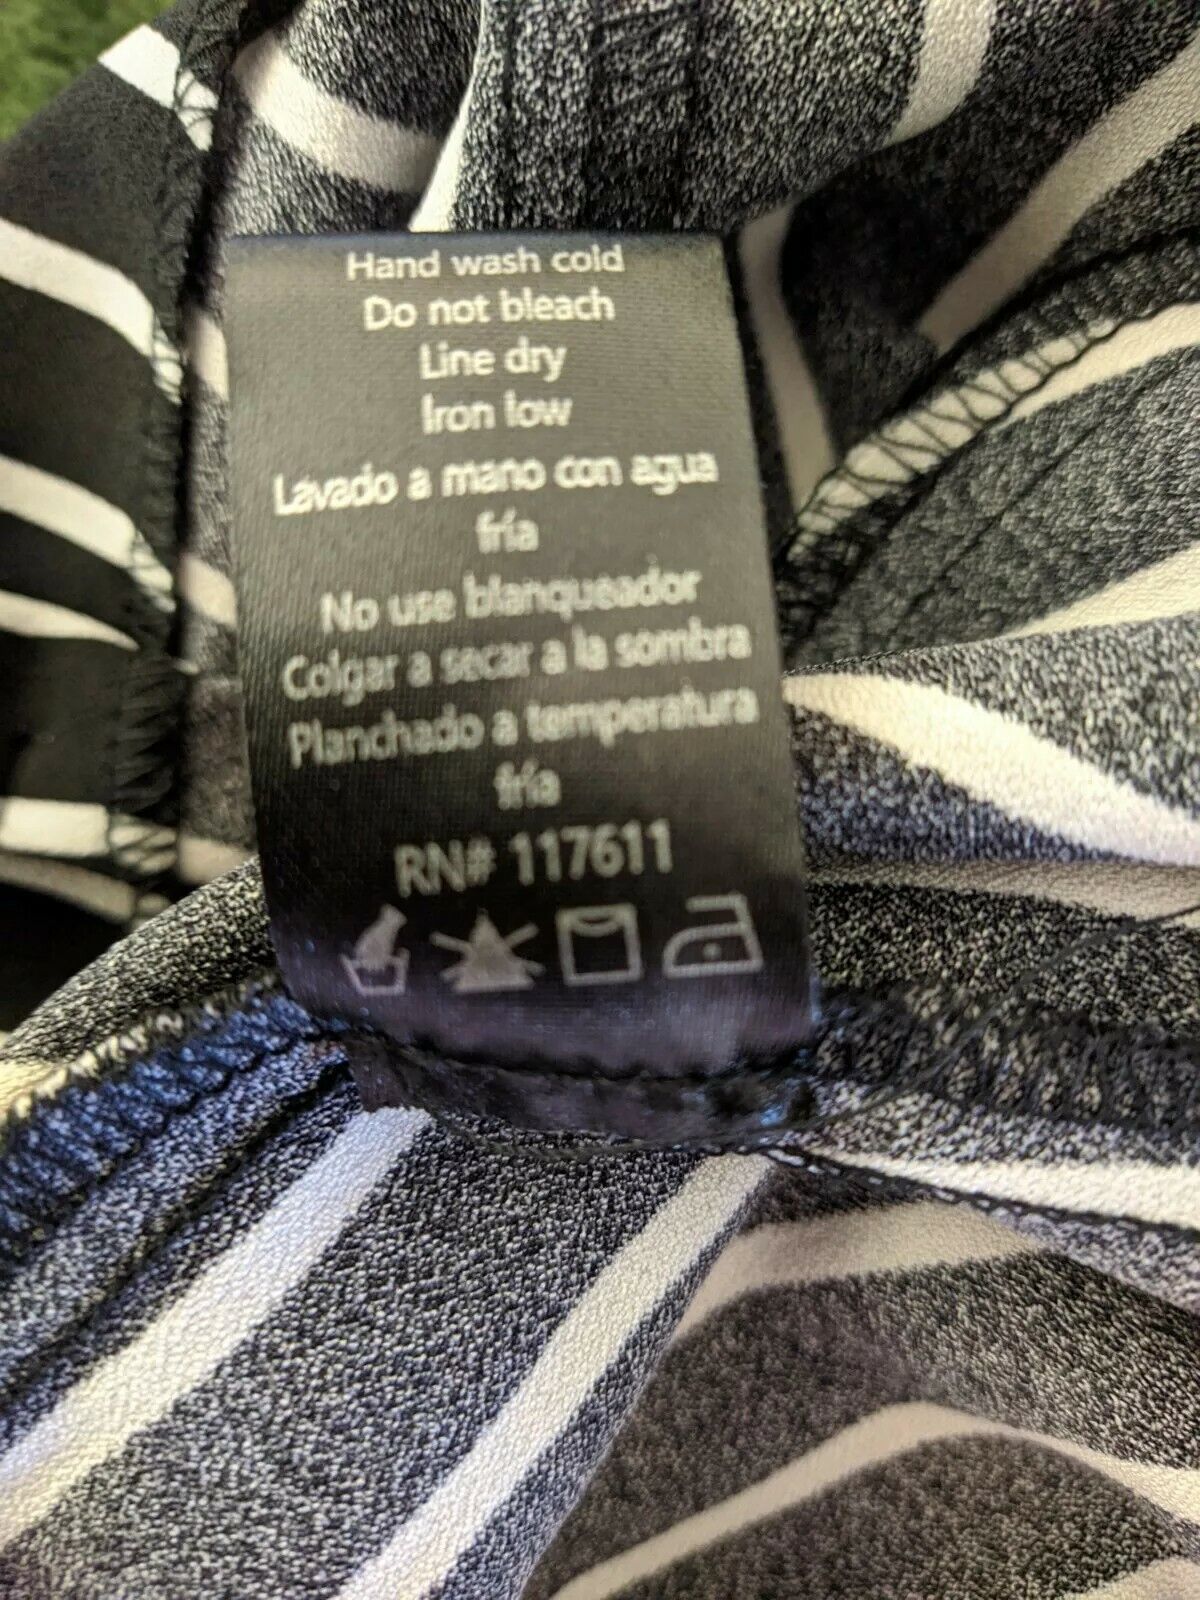 Hand wash cold
Do not bleach
Line dry
Iron low
Lavado a mano con agua
fría
No use blanqueador
Colgar a secar a la sombra
Planchado a temperatura
fría
RN# 117611